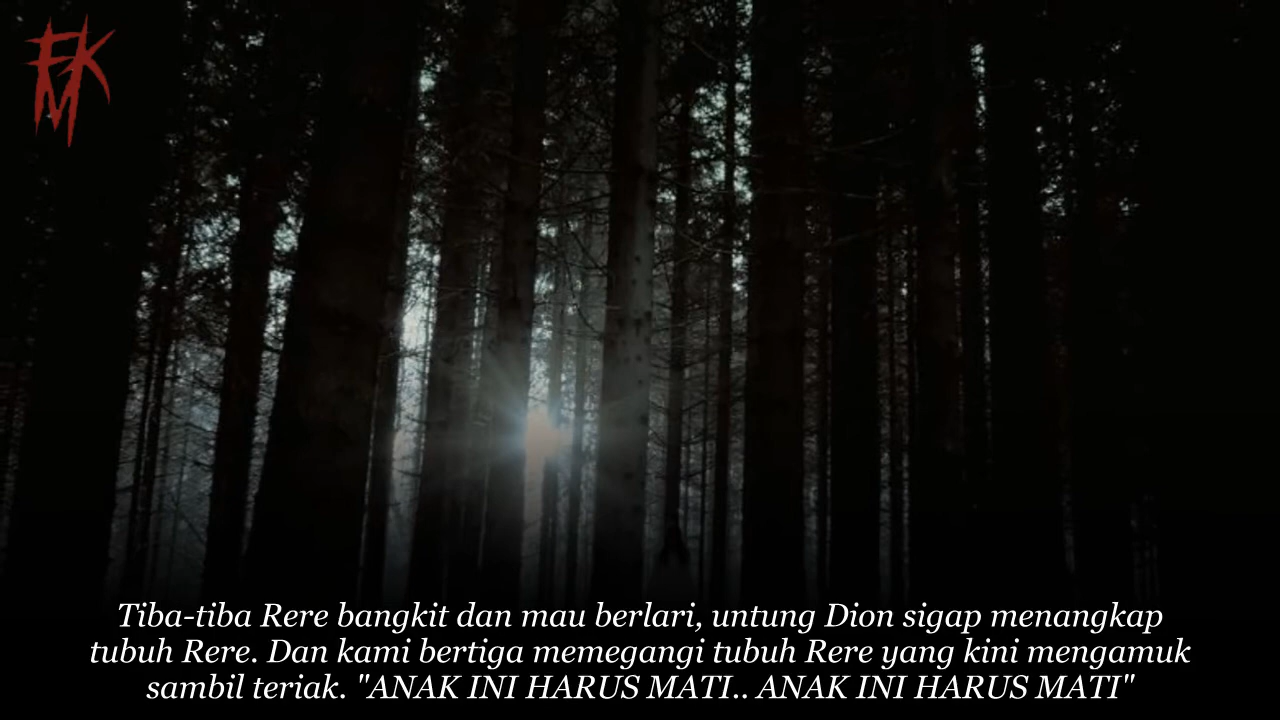 FKM
Tiba-tiba Rere bangkit dan mau berlari, untung Dion sigap menangkap
tubuh Rere. Dan kami bertiga memegangi tubuh Rere yang kini mengamuk
sambil teriak. "ANAK INI HARUS MATI.. ANAK INI HARUS MATI"